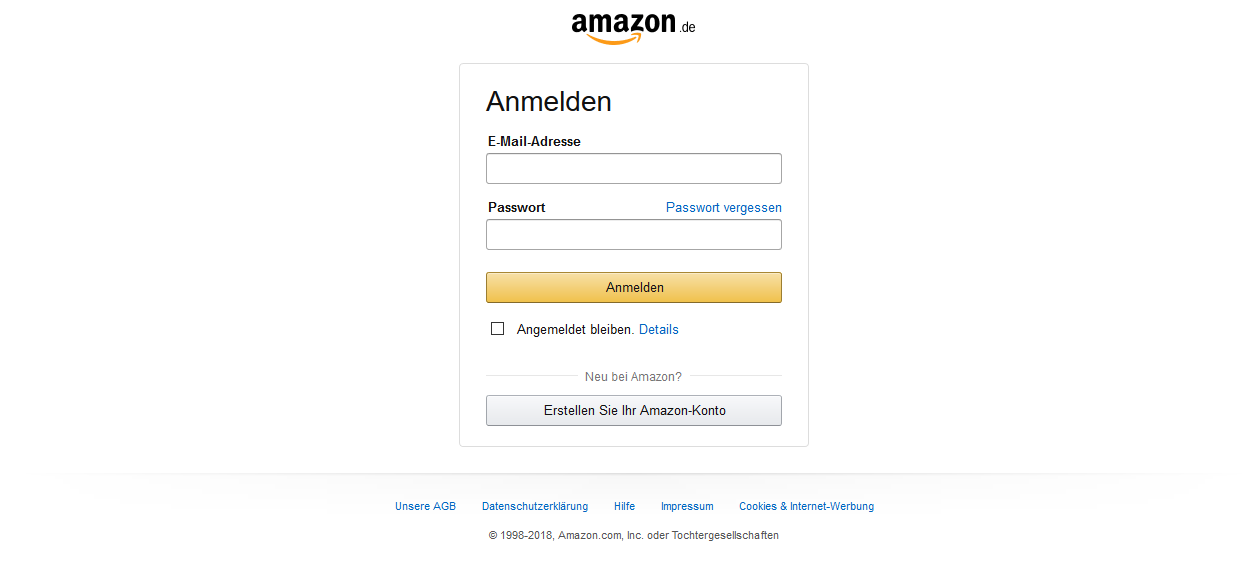 amazon.de
Anmelden
E-Mail-Adresse
Passwort Passwort vergessen
Anmelden
Angemeldet bleiben. Details
Neu bei Amazon?
Erstellen Sie Ihr Amazon-Konto
Unsere AGB Datenschutzerklärung Hilfe Impressum Cookies & Internet-Werbung
© 1998-2018, Amazon.com, Inc. oder Tochtergesellschaften